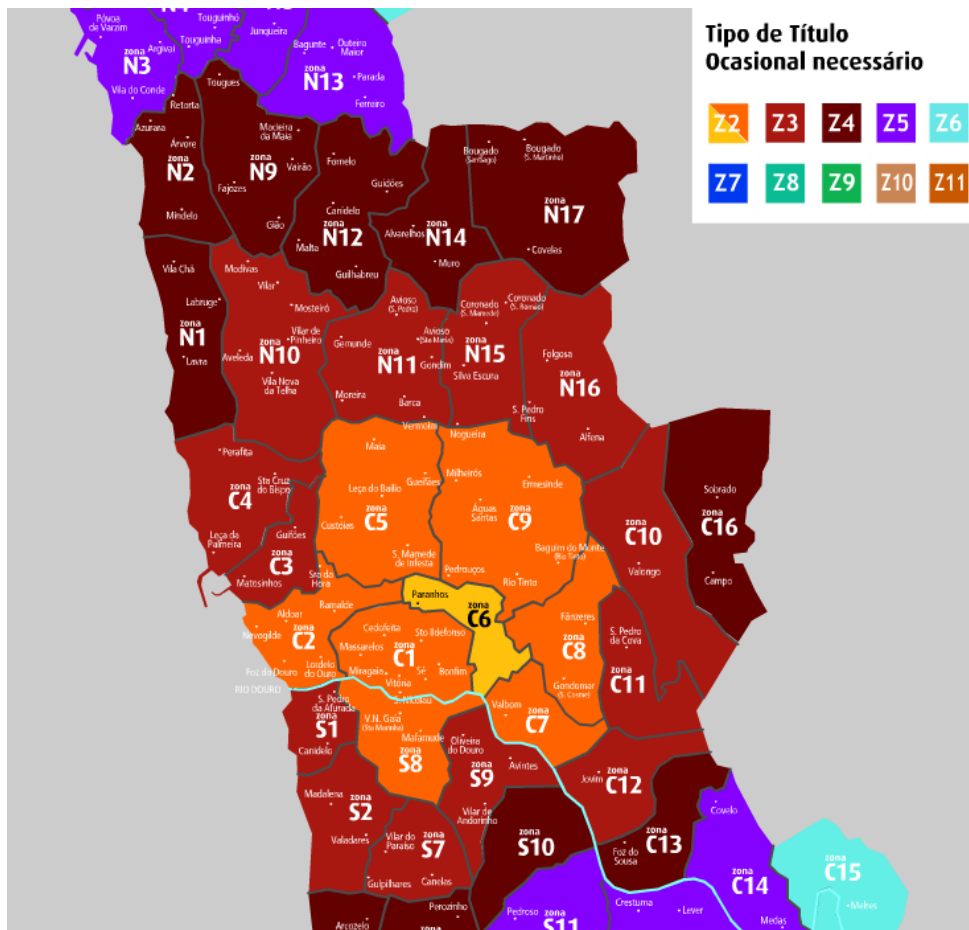 Tipo de Título
Ocasional necessário
Z2 Z3 Z4 Z5 Z6
Z7 Z8 Z9 Z10 Z11
Póvoa
de Varzim
Argivai
zona
N3
Vila do Conde
Touguinhó
Touguinha
Junqueira
Bagunte
Outeiro
Maior
zona
N13
Parada
Ferreiro
Retorta
Azurara
Árvore
zona
N2
Mindelo
Tougues
Macieira
da Maia
zona
N9
Vairão
Fajozes
Gião
Fornelo
Guidões
Canidelo
zona
N12
Malta
Guilhabreu
Alvarelhos
zona
N14
Muro
Bougado
(Santiago)
Bougado
(S. Martinho)
zona
N17
Covelas
Vila Chã
Labruge
zona
N1
Lavra
Modivas
Vilar
Mosteiró
Vilar de
Pinheiro
zona
N10
Aveleda
Vila Nova
da Telha
Avioso
(S. Pedro)
Avioso
(Sta Maria)
Gemunde
zona
N11
Gondim
Moreira
Barca
Vermoim
Coronado
(S. Mamede)
Coronado
(S. Romão)
zona
N15
Silva Escura
Folgosa
zona
N16
S. Pedro
Fins
Alfena
Perafita
Sta Cruz
do Bispo
zona
C4
Leça da
Palmeira
Guifões
zona
C3
Matosinhos
Sra da
Hora
Maia
Gueifães
Leça do Balio
zona
C5
Custóias
S. Mamede
de Infesta
Nogueira
Milheirós
Ermesinde
Águas
Santas
zona
C9
Baguim do Monte
(Rio Tinto)
Pedrouços
Rio Tinto
zona
C10
Valongo
Sobrado
zona
C16
Campo
Ramalde
Aldoar
Nevogilde
zona
C2
Foz do Douro
Lordelo
do Ouro
RIO DOURO
Paranhos
zona
C6
Cedofeita
Sto Ildefonso
Massarelos
zona
C1
Miragaia
Sé
Bonfim
Vitória
S. Nicolau
Fânzeres
zona
C8
Gondomar
(S. Cosme)
S. Pedro
da Cova
zona
C11
Valbom
zona
C7
S. Pedro
da Afurada
zona
S1
Canidelo
V.N. Gaia
(Sta Marinha)
Mafamude
zona
S8
Oliveira
do Douro
Avintes
zona
S9
Vilar de
Andorinho
Jovim
zona
C12
Madalena
zona
S2
Valadares
Vilar do
Paraíso
zona
S7
Gulpilhares
Canelas
zona
S10
Foz do
Sousa
zona
C13
Covelo
zona
C14
Medas
zona
C15
Melres
Arcozelo
Perozinho
zona
Pedroso
zona
S11
Crestuma
Lever